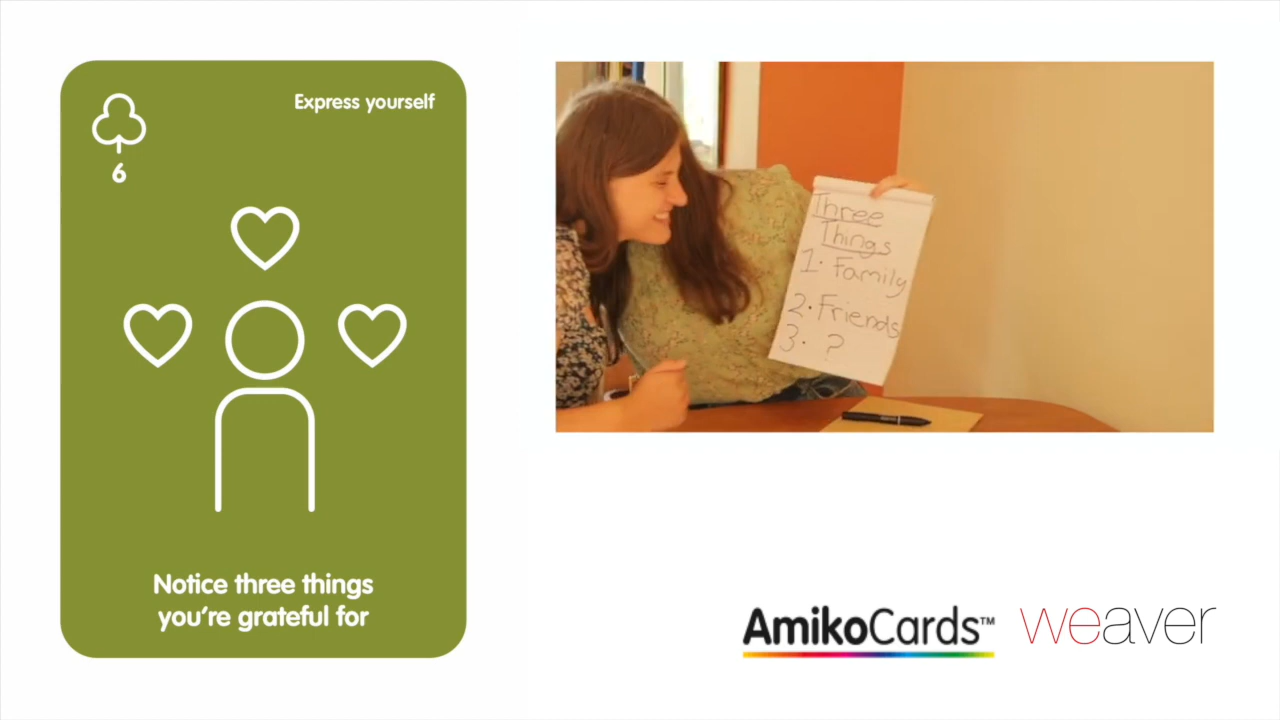 Express yourself
6
Notice three things
you're grateful for
Three
Things
1. Family
2. Friends
3. ?
AmikoCards™
weaver